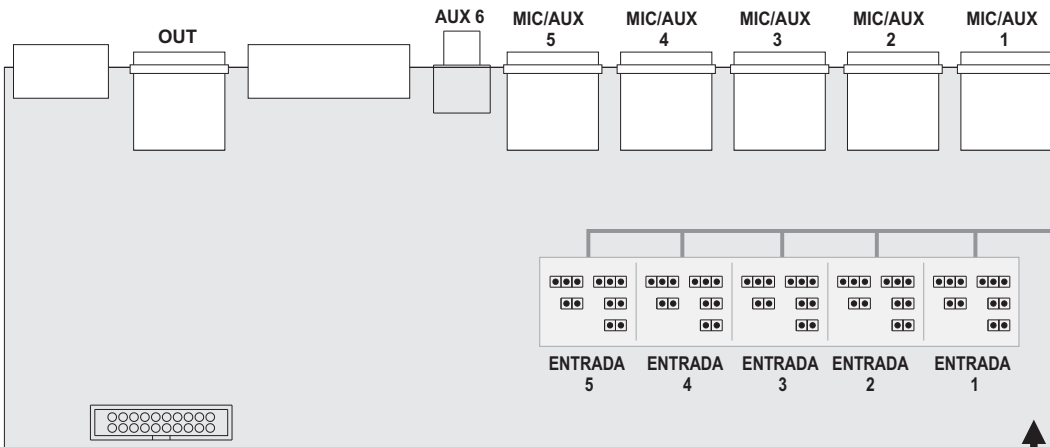 OUT
AUX 6
MIC/AUX
5
MIC/AUX
4
MIC/AUX
3
MIC/AUX
2
MIC/AUX
1
ENTRADA
5
ENTRADA
4
ENTRADA
3
ENTRADA
2
ENTRADA
1